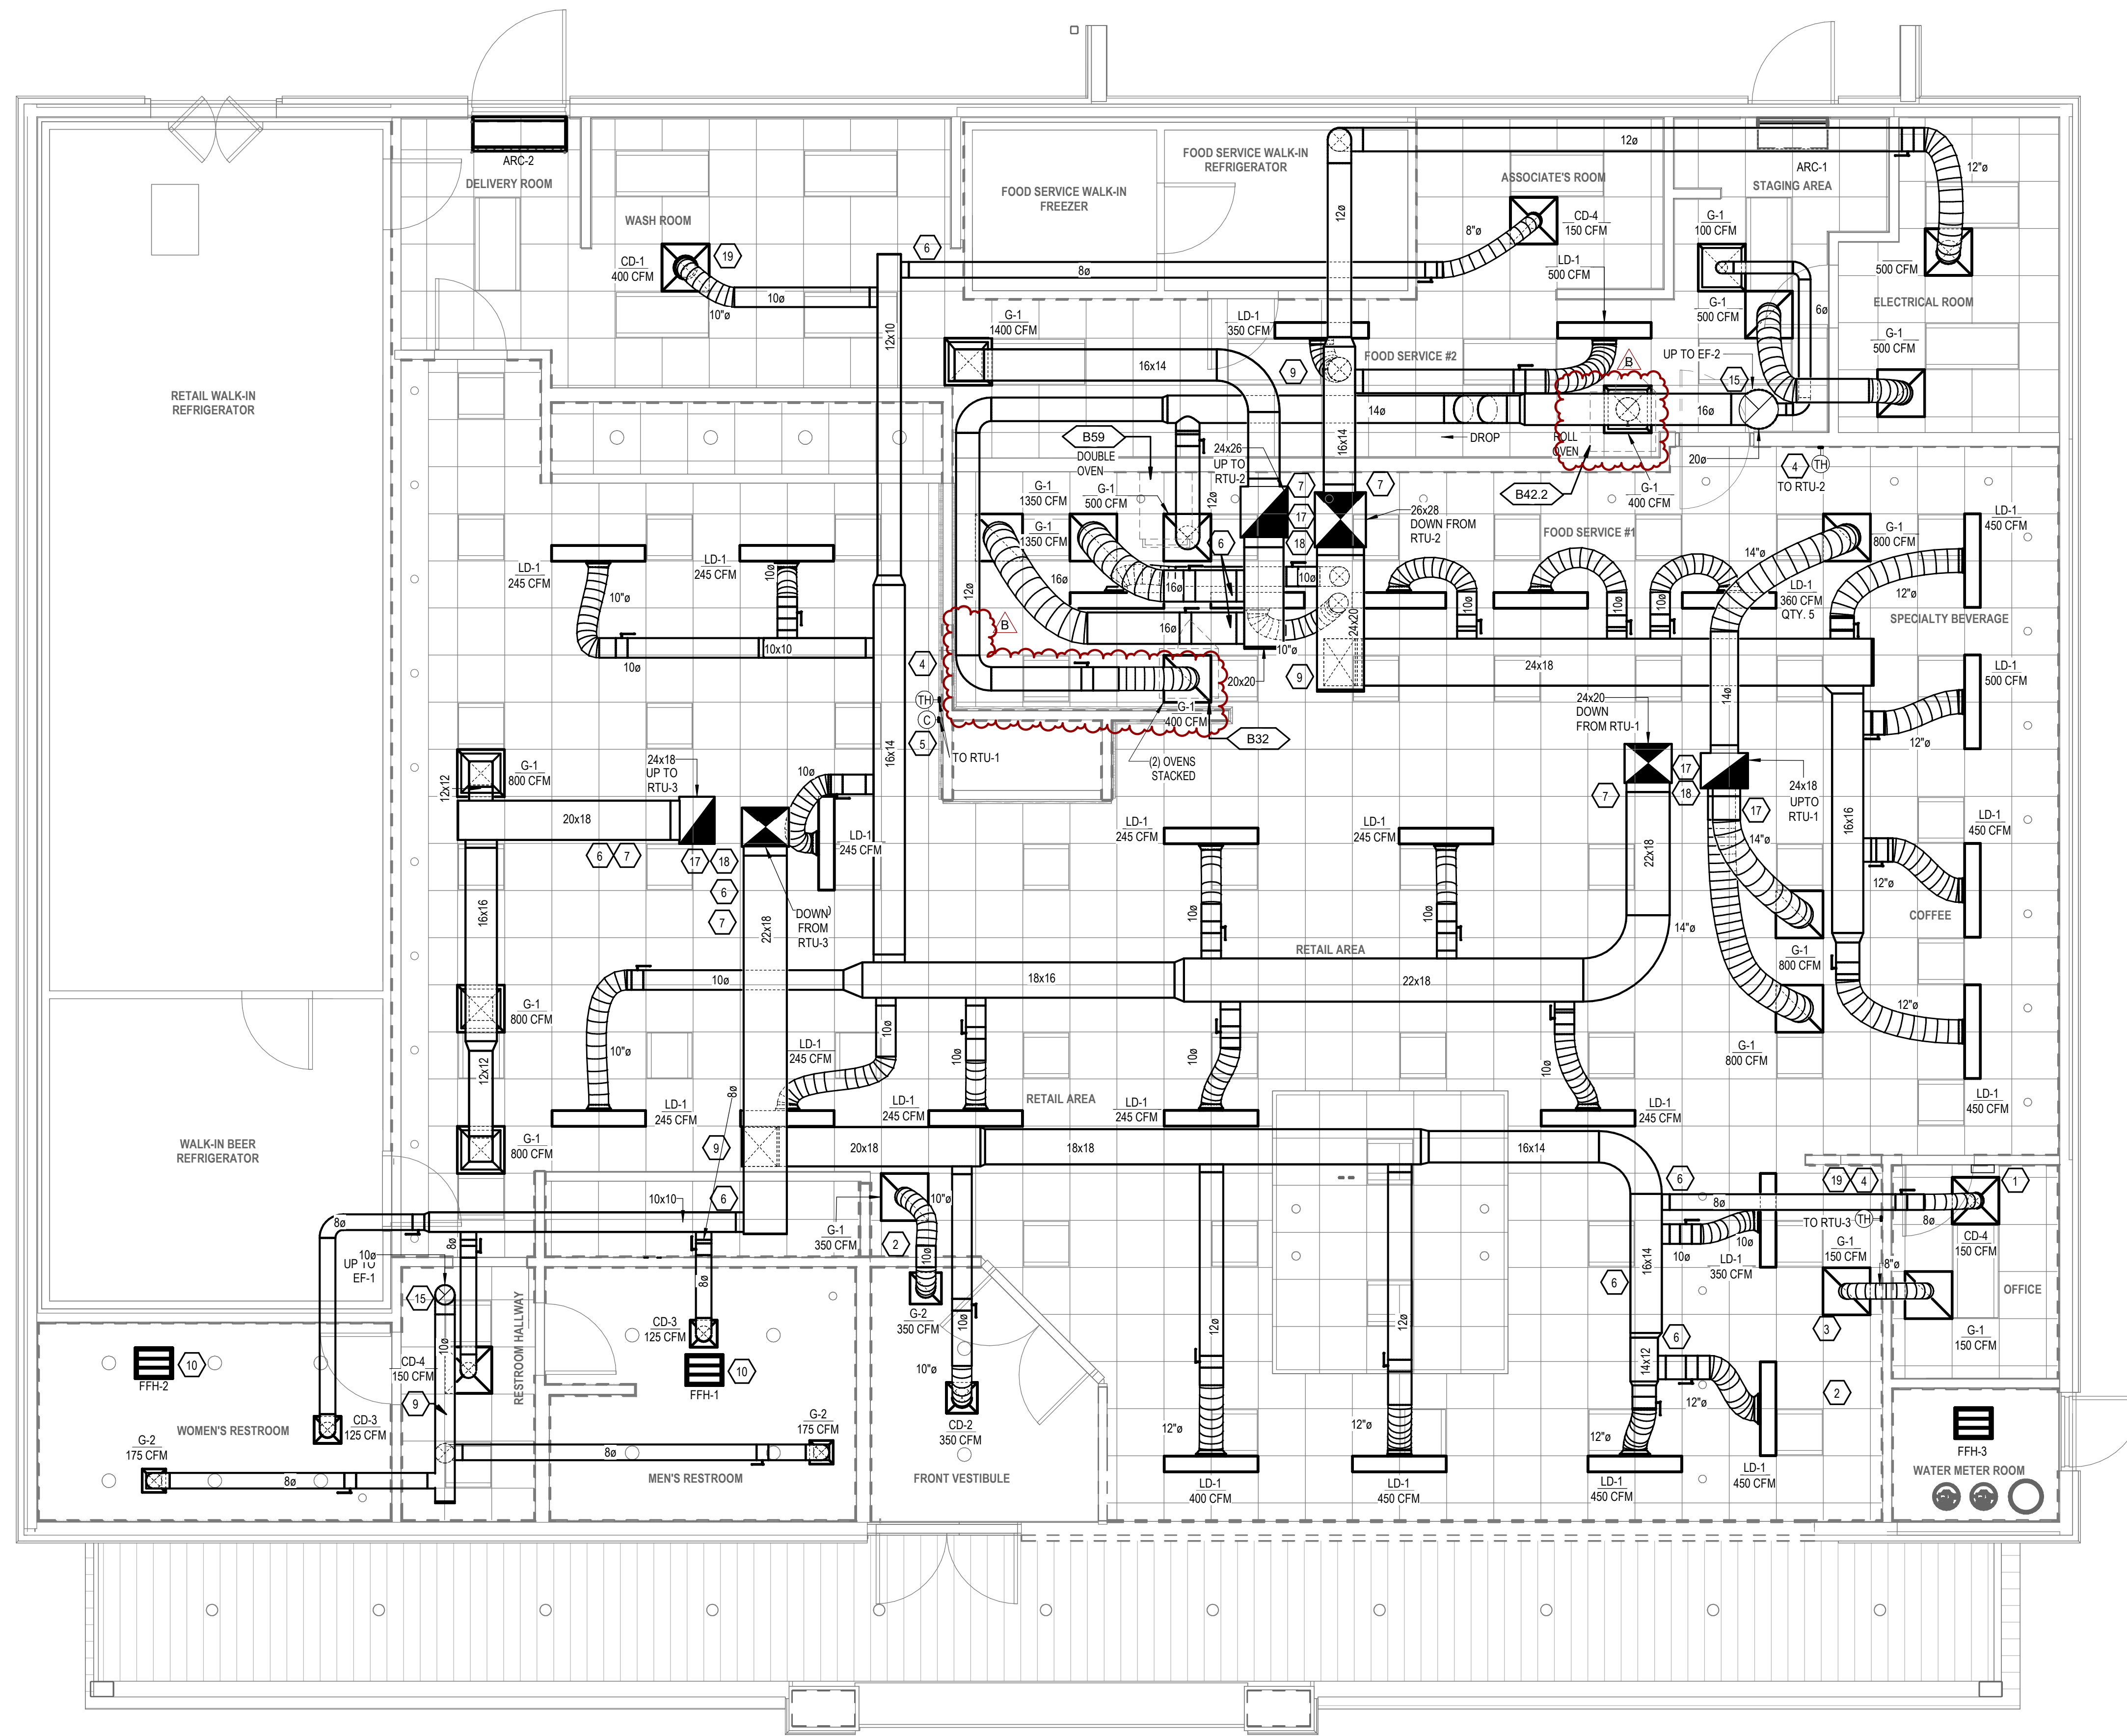 12ø
ARC-2
ARC-1
DELIVERY ROOM
WASH ROOM
FOOD SERVICE WALK-IN
FREEZER
FOOD SERVICE WALK-IN
REFRIGERATOR
ASSOCIATE'S ROOM
STAGING AREA
12"ø
12ø
CD-4
150 CFM
8"ø
G-1
100 CFM
6
19
CD-1
400 CFM
8ø
LD-1
500 CFM
500 CFM
10ø
10"ø
G-1
500 CFM
6ø
ELECTRICAL ROOM
12x10
G-1
1400 CFM
LD-1
350 CFM
G-1
500 CFM
FOOD SERVICE #2
UP TO EF-2
B
16x14
9
15
RETAIL WALK-IN
REFRIGERATOR
14ø
16ø
B59
DOUBLE
OVEN
DROP
ROLL
OVEN
16x14
24x26
UP TO
RTU-2
20ø
4
TH
TO RTU-2
G-1
1350 CFM
G-1
500 CFM
12ø
7
7
B42.2
G-1
400 CFM
G-1
1350 CFM
17
26x28
DOWN FROM
RTU-2
FOOD SERVICE #1
LD-1
450 CFM
G-1
800 CFM
6
18
14"ø
LD-1
245 CFM
LD-1
245 CFM
10ø
16ø
10ø
12ø
10"ø
16ø
10ø
10ø
10ø
LD-1
360 CFM
QTY. 5
12"ø
SPECIALTY BEVERAGE
B
10"ø
24x20
10ø
10x10
4
24x18
LD-1
500 CFM
20x20
9
14ø
TH
C
G-1
400 CFM
24x20
DOWN
FROM RTU-1
12"ø
5
B32
TO RTU-1
(2) OVENS
STACKED
16x14
G-1
800 CFM
12x12
24x18
UP TO
RTU-3
10ø
17
18
7
24x18
UPTO
RTU-1
17
20x18
LD-1
245 CFM
LD-1
245 CFM
LD-1
245 CFM
16x16
LD-1
450 CFM
14"ø
6
7
17
18
22x18
12"ø
6
16x16
7
22x18
DOWN
FROM
RTU-3
10ø
10ø
COFFEE
14"ø
RETAIL AREA
G-1
800 CFM
10ø
18x16
22x18
G-1
800 CFM
12"ø
10"ø
LD-1
245 CFM
10ø
10ø
10ø
10ø
G-1
800 CFM
12x12
8ø
RETAIL AREA
LD-1
245 CFM
LD-1
245 CFM
LD-1
245 CFM
LD-1
245 CFM
LD-1
450 CFM
WALK-IN BEER
REFRIGERATOR
G-1
800 CFM
9
20x18
18x18
16x14
10x10
6
10"ø
6
19
4
1
8ø
8ø
8ø
G-1
350 CFM
TO RTU-3
TH
8ø
2
10ø
10ø
10ø
CD-4
150 CFM
8ø
10ø
UP TO
EF-1
16x14
LD-1
350 CFM
G-1
150 CFM
8"ø
8ø
6
OFFICE
15
RESTROOM HALLWAY
G-2
350 CFM
10ø
12ø
12ø
3
10ø
CD-3
125 CFM
6
G-1
150 CFM
10
FFH-2
CD-4
150 CFM
10
FFH-1
10"ø
14x12
2
9
12"ø
CD-3
125 CFM
WOMEN'S RESTROOM
G-2
175 CFM
G-2
175 CFM
CD-2
350 CFM
12"ø
12"ø
12"ø
FFH-3
8ø
8ø
MEN'S RESTROOM
FRONT VESTIBULE
LD-1
400 CFM
LD-1
450 CFM
LD-1
450 CFM
LD-1
450 CFM
WATER METER ROOM